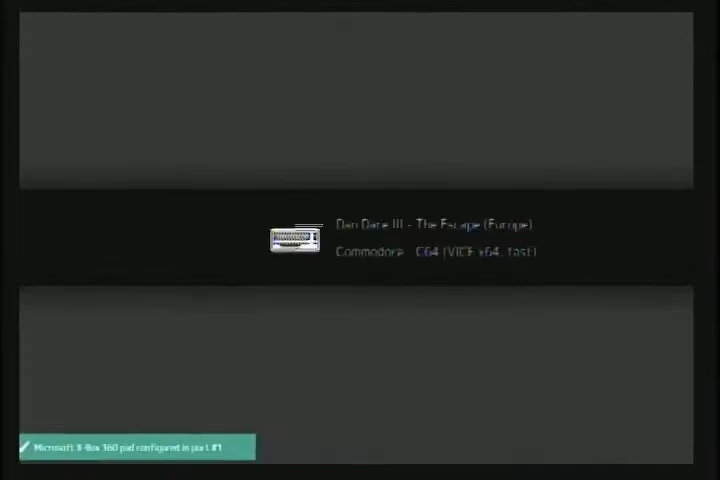 Dan Dare III - The Escape (Europe)
Commodore - C64 (VICE x64, fast)
Microsoft X-Box 360 pad configured in port #1